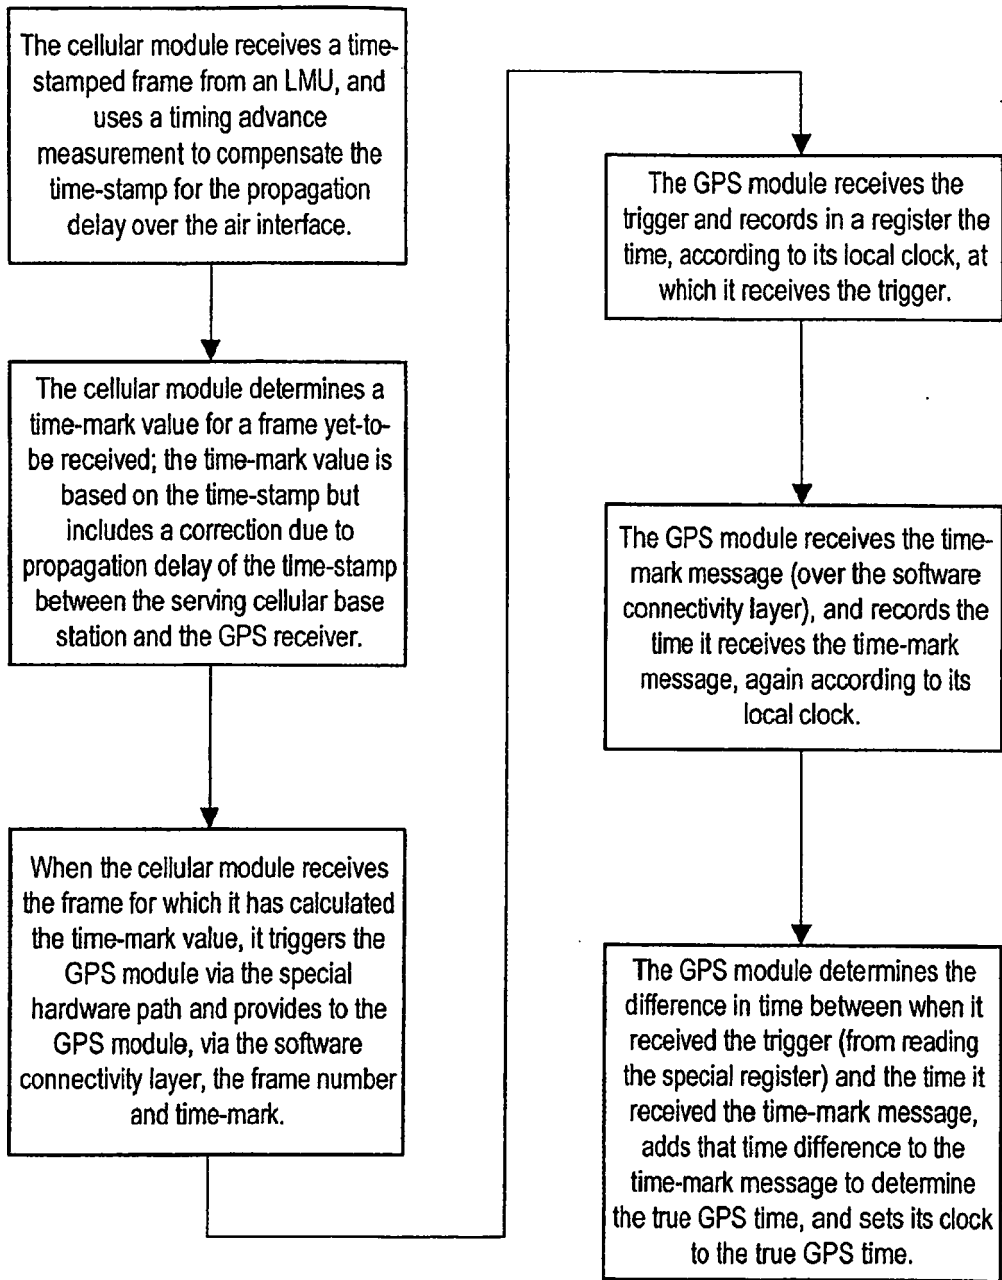 The cellular module receives a time-
stamped frame from an LMU, and
uses a timing advance
measurement to compensate the
time-stamp for the propagation
delay over the air interface.
The cellular module determines a
time-mark value for a frame yet-to-
be received; the time-mark value is
based on the time-stamp but
includes a correction due to
propagation delay of the time-stamp
between the serving cellular base
station and the GPS receiver.
When the cellular module receives
the frame for which it has calculated
the time-mark value, it triggers the
GPS module via the special
hardware path and provides to the
GPS module, via the software
connectivity layer, the frame number
and time-mark.
The GPS module receives the
trigger and records in a register the
time, according to its local clock, at
which it receives the trigger.
The GPS module receives the time-
mark message (over the software
connectivity layer), and records the
time it receives the time-mark
message, again according to its
local clock.
The GPS module determines the
difference in time between when it
received the trigger (from reading
the special register) and the time it
received the time-mark message,
adds that time difference to the
time-mark message to determine
the true GPS time, and sets its clock
to the true GPS time.